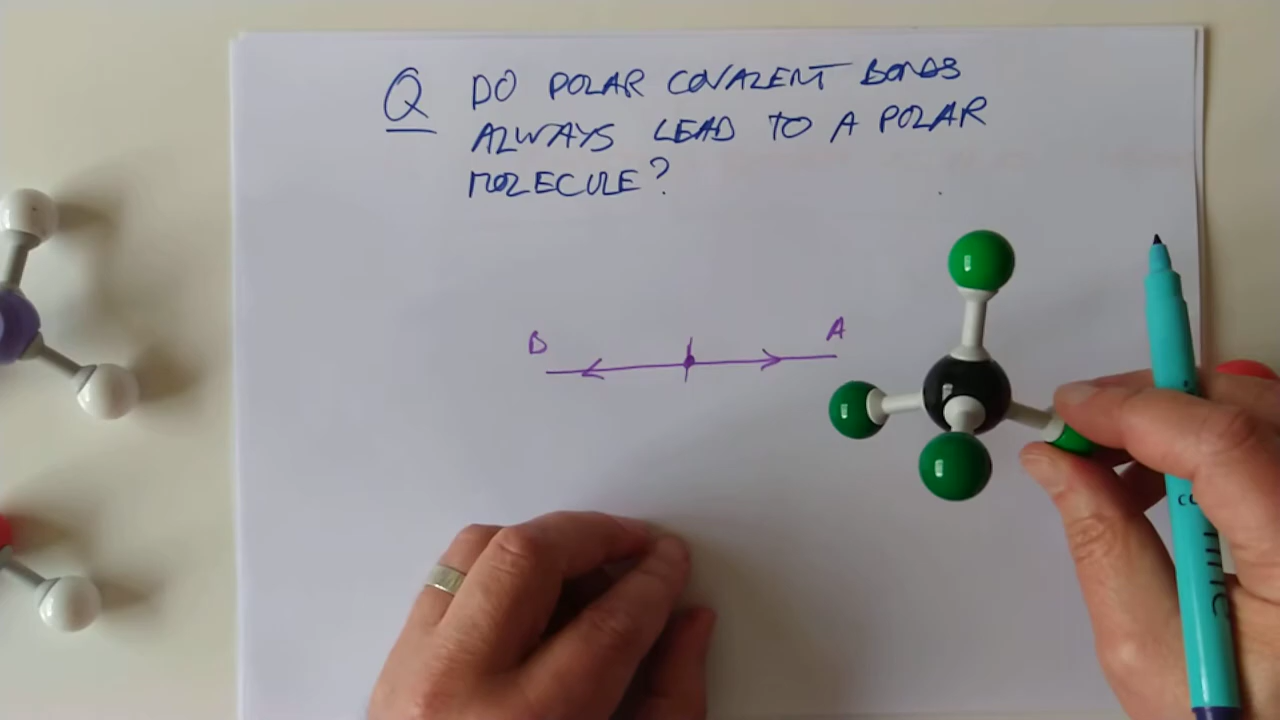 Q DO POLAR COVALENT BONDS
ALWAYS LEAD TO A POLAR
MOLECULE?
B A